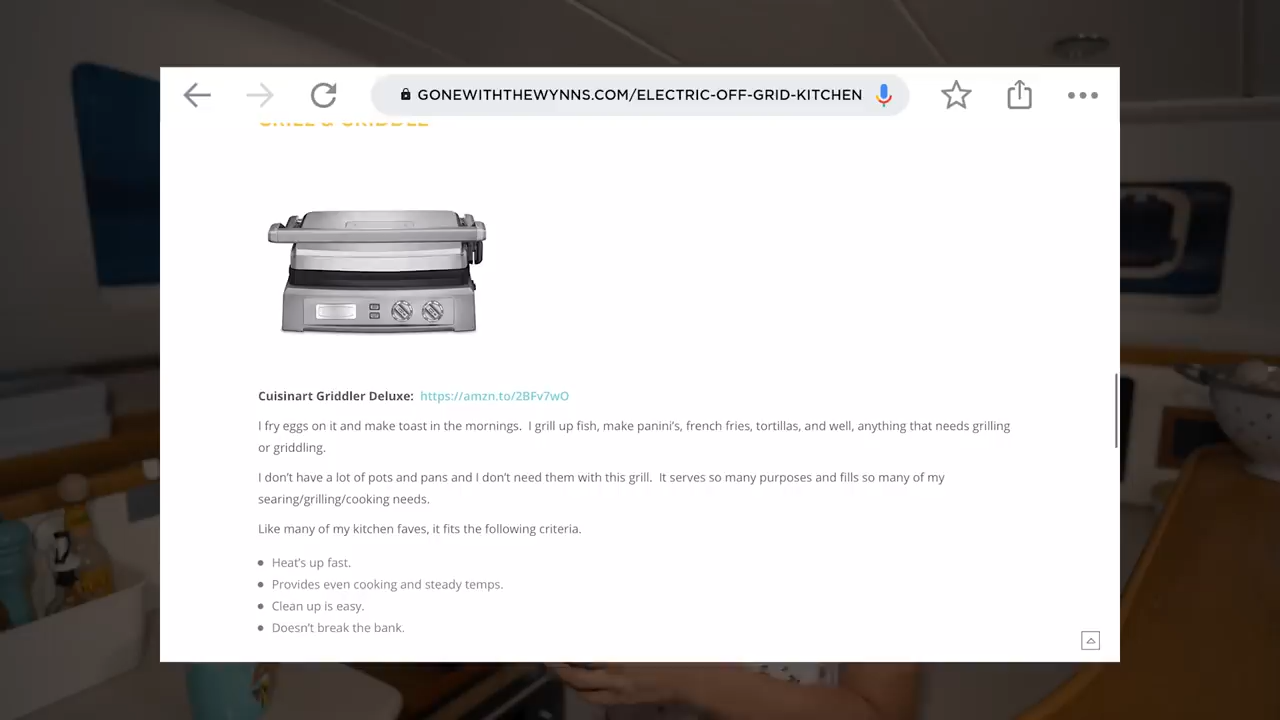 GONEWITHTHEWYNNS.COM/ELECTRIC-OFF-GRID-KITCHEN
GRILL & GRIDDLE
Cuisinart Griddler Deluxe: https://amzn.to/2BFv7wO
I fry eggs on it and make toast in the mornings. I grill up fish, make panini's, french fries, tortillas, and well, anything that needs grilling
or griddling.
I don't have a lot of pots and pans and I don't need them with this grill. It serves so many purposes and fills so many of my
searing/grilling/cooking needs.
Like many of my kitchen faves, it fits the following criteria.
Heat's up fast.
Provides even cooking and steady temps.
Clean up is easy.
Doesn't break the bank.